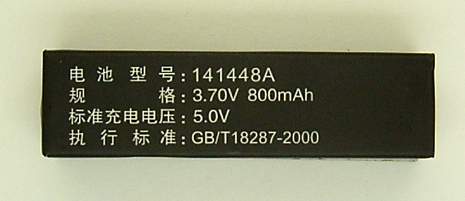 电池型号:141448A
规格:3.70V 800mAh
标准充电电压:5.0V
执行标准:GB/T18287-2000